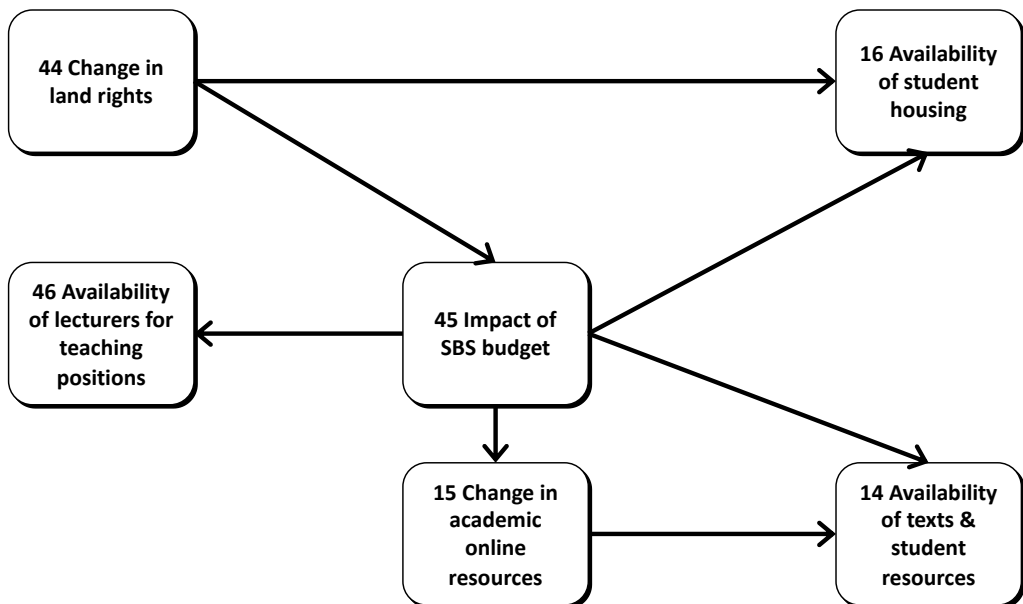 44 Change in
land rights
16 Availability
of student
housing
46 Availability
of lecturers for
teaching
positions
45 Impact of
SBS budget
15 Change in
academic
online
resources
14 Availability
of texts &
student
resources